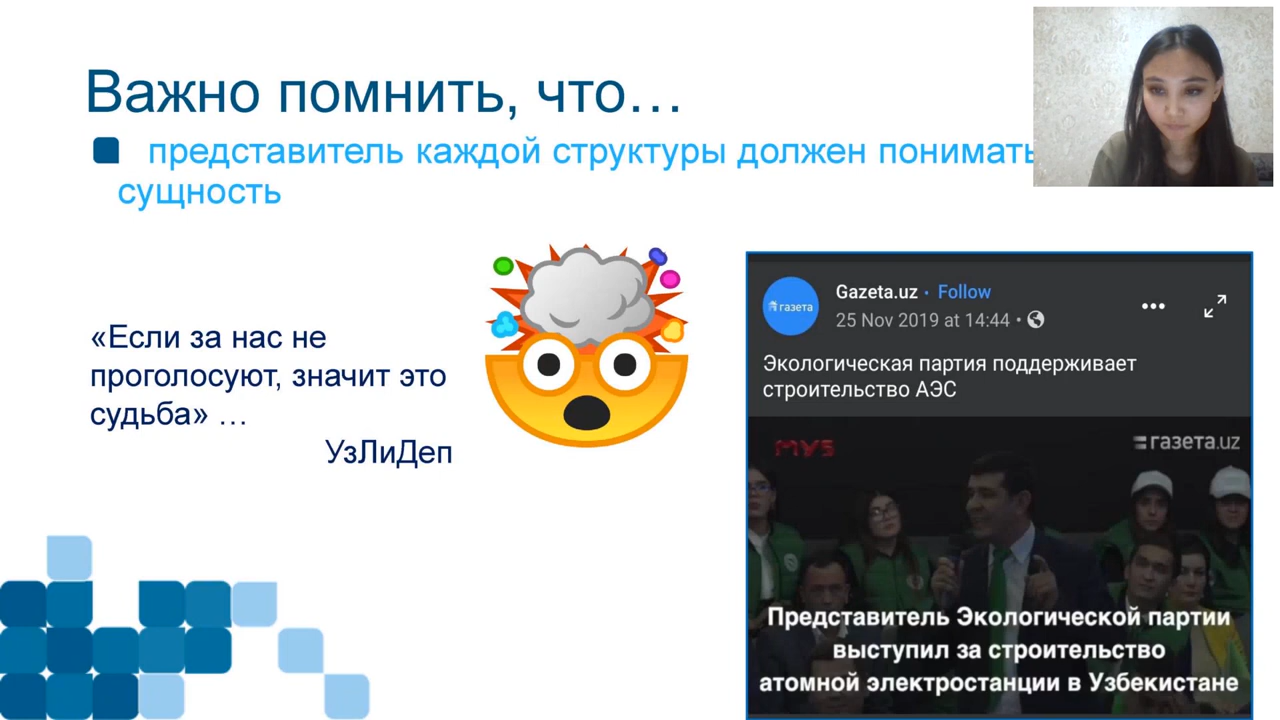 Важно помнить, что…
представитель каждой структуры должен понимать
сущность
«Если за нас не
проголосуют, значит это
судьба» …
УзЛиДеп
газета
Gazeta.uz · Follow
25 Nov 2019 at 14:44 ·
Экологическая партия поддерживает
строительство АЭС
МУ5
газета.uz
Представитель Экологической партии
выступил за строительство
атомной электростанции в Узбекистане